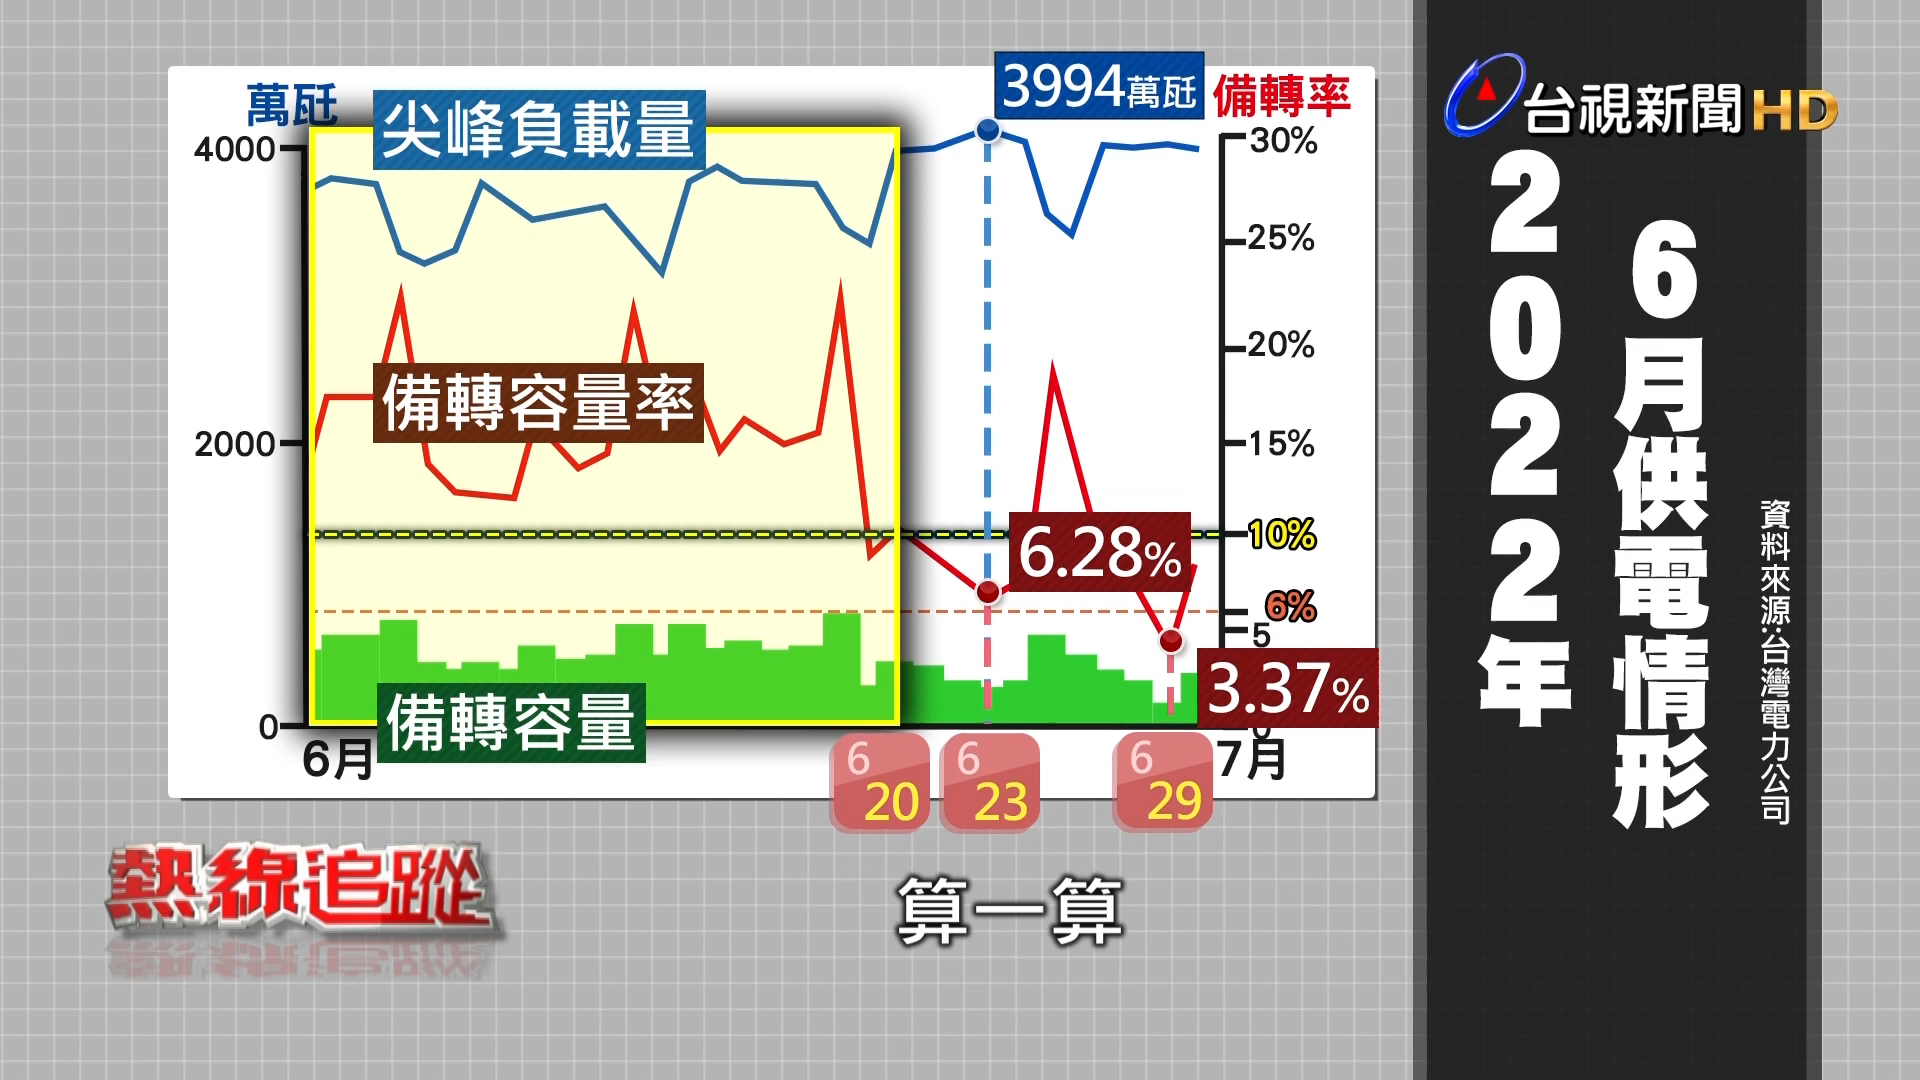 萬瓩
尖峰負載量
3994萬瓩
備轉率
4000
2000
0
30%
25%
20%
15%
10%
6%
5
0
備轉容量率
6.28%
3.37%
備轉容量
6月
6
20
6
23
6
29
7月
熱線追蹤
算一算
台視新聞HD
2022年
6月供電情形
資料來源:台灣電力公司